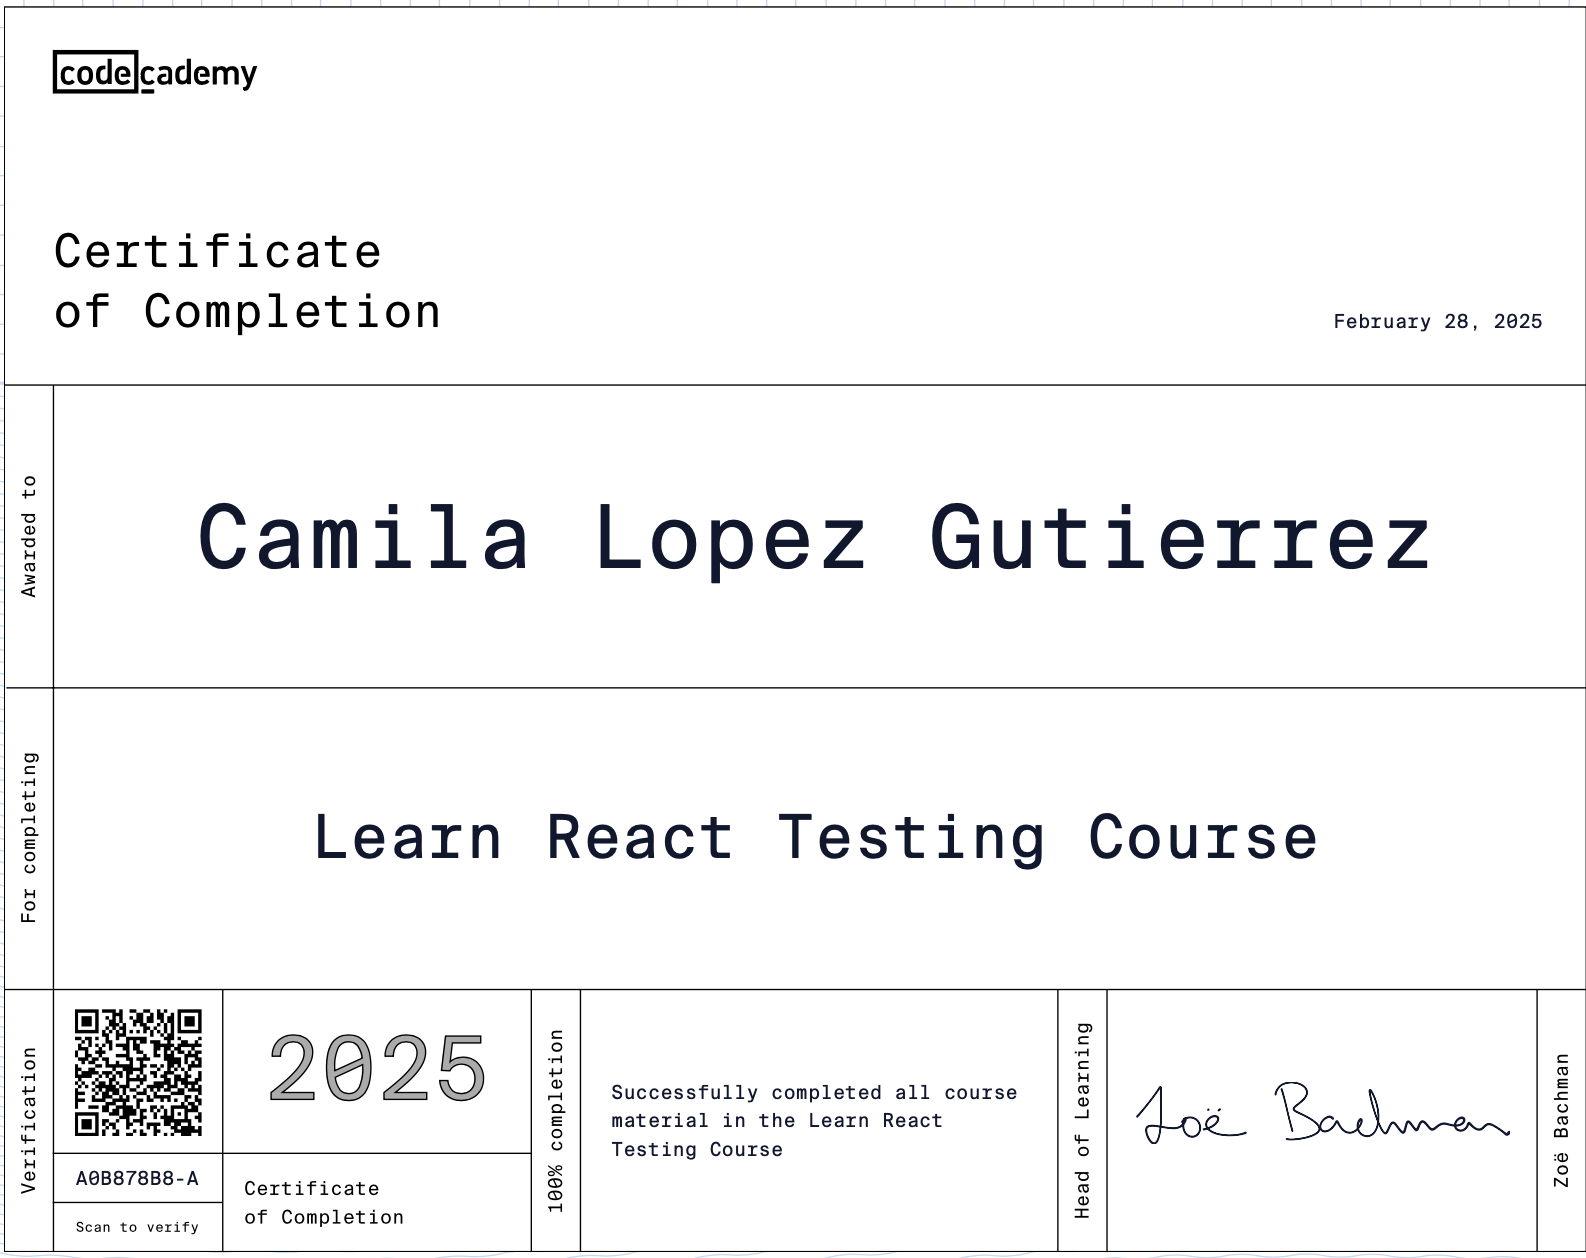 codecademy
Certificate
of Completion
February 28, 2025
Awarded to
Camila Lopez Gutierrez
For completing
Learn React Testing Course
Verification
A0B878B8-A
Scan to verify
2025
Certificate
of Completion
100% completion
Successfully completed all course
material in the Learn React
Testing Course
Head of Learning
Zoë Bachman
Zoë Bachman